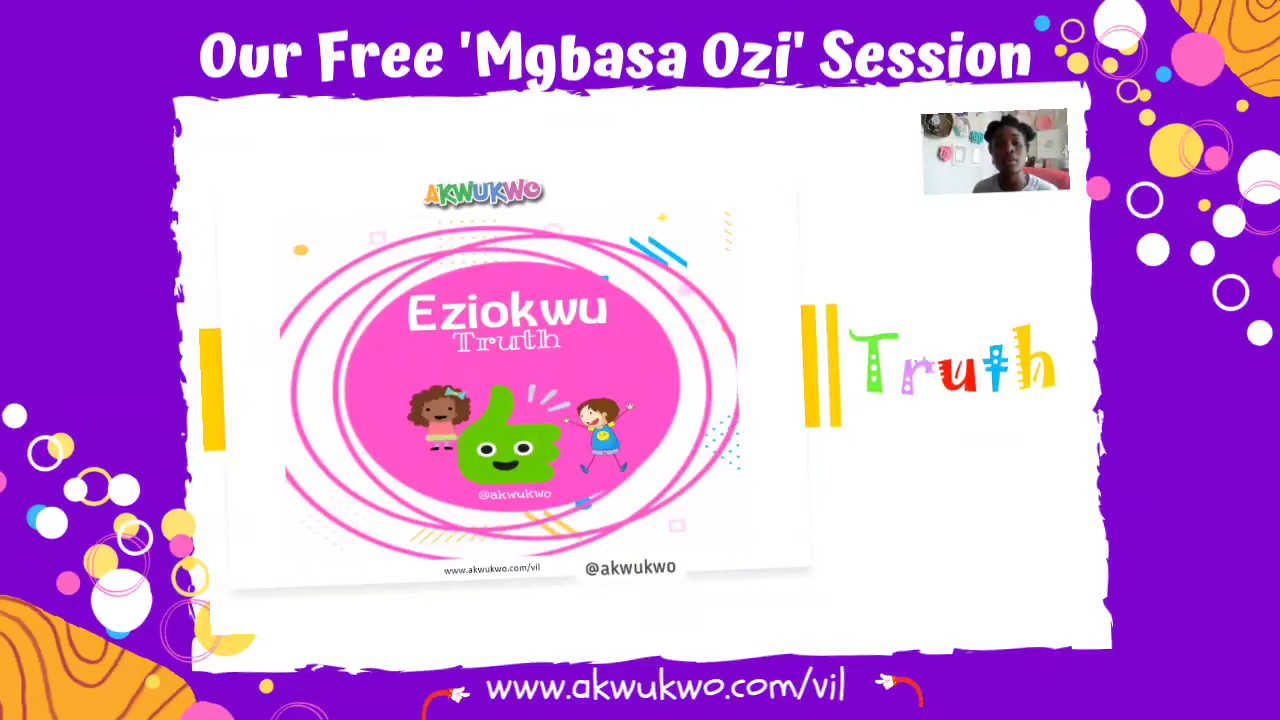 Our Free 'Mgbasa Ozi' Session
AKWUKWO
Eziokwu
Truth
@akwukwo
www.akwukwo.com/vil
@akwukwo
Truth
www.akwukwo.com/vil